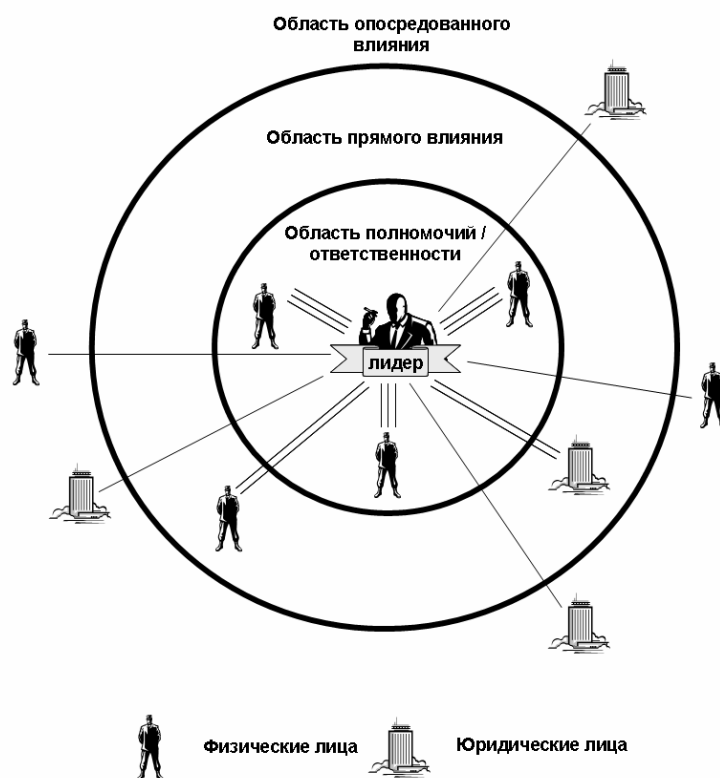 Область опосредованного
влияния
Область прямого влияния
Область полномочий /
ответственности
лидер
Физические лица
Юридические лица